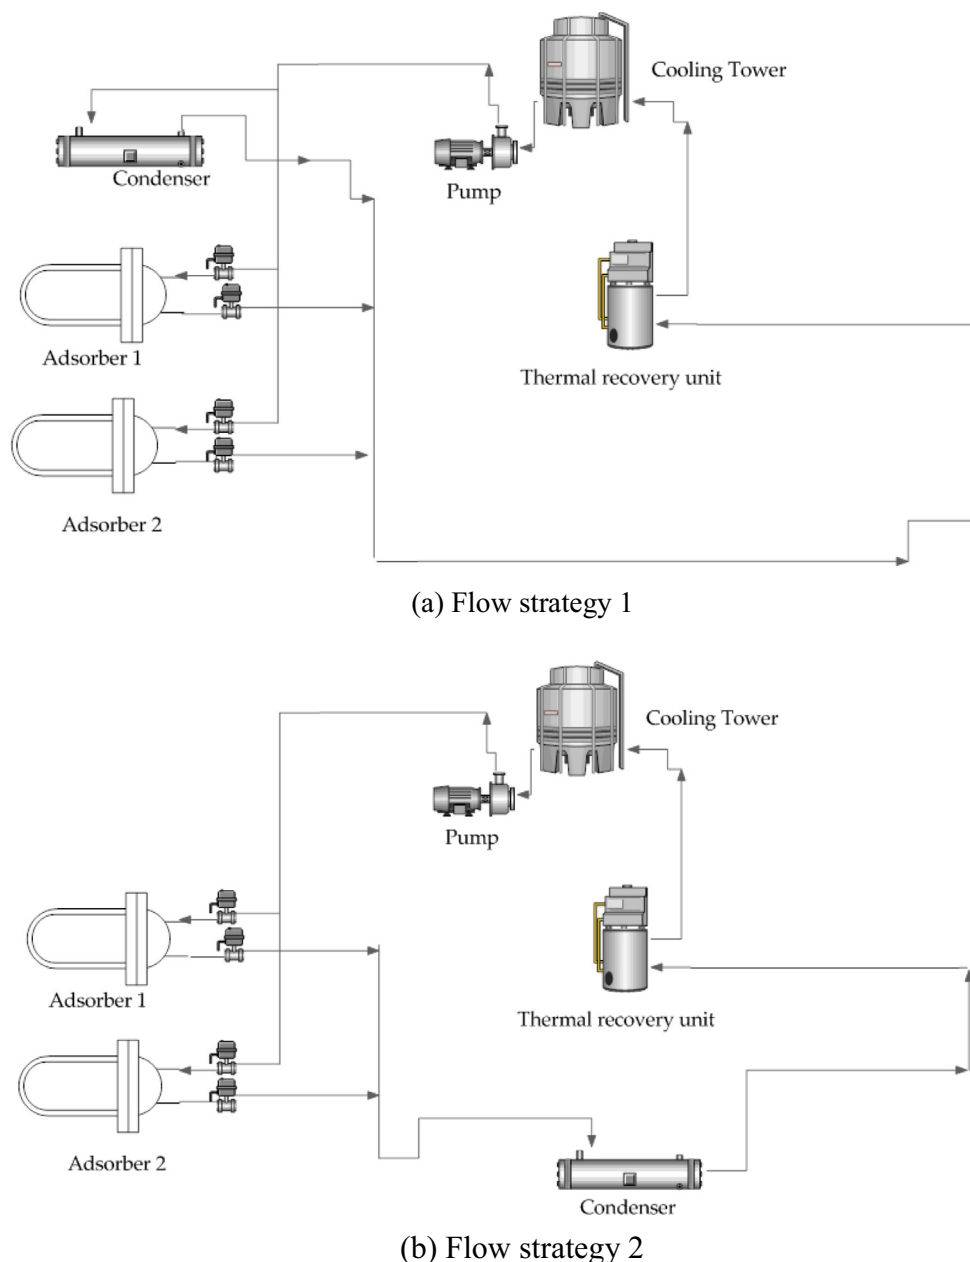 Cooling Tower
Condenser
Pump
Adsorber 1
Thermal recovery unit
Adsorber 2
(a) Flow strategy 1
Cooling Tower
Pump
Adsorber 1
Thermal recovery unit
Adsorber 2
Condenser
(b) Flow strategy 2